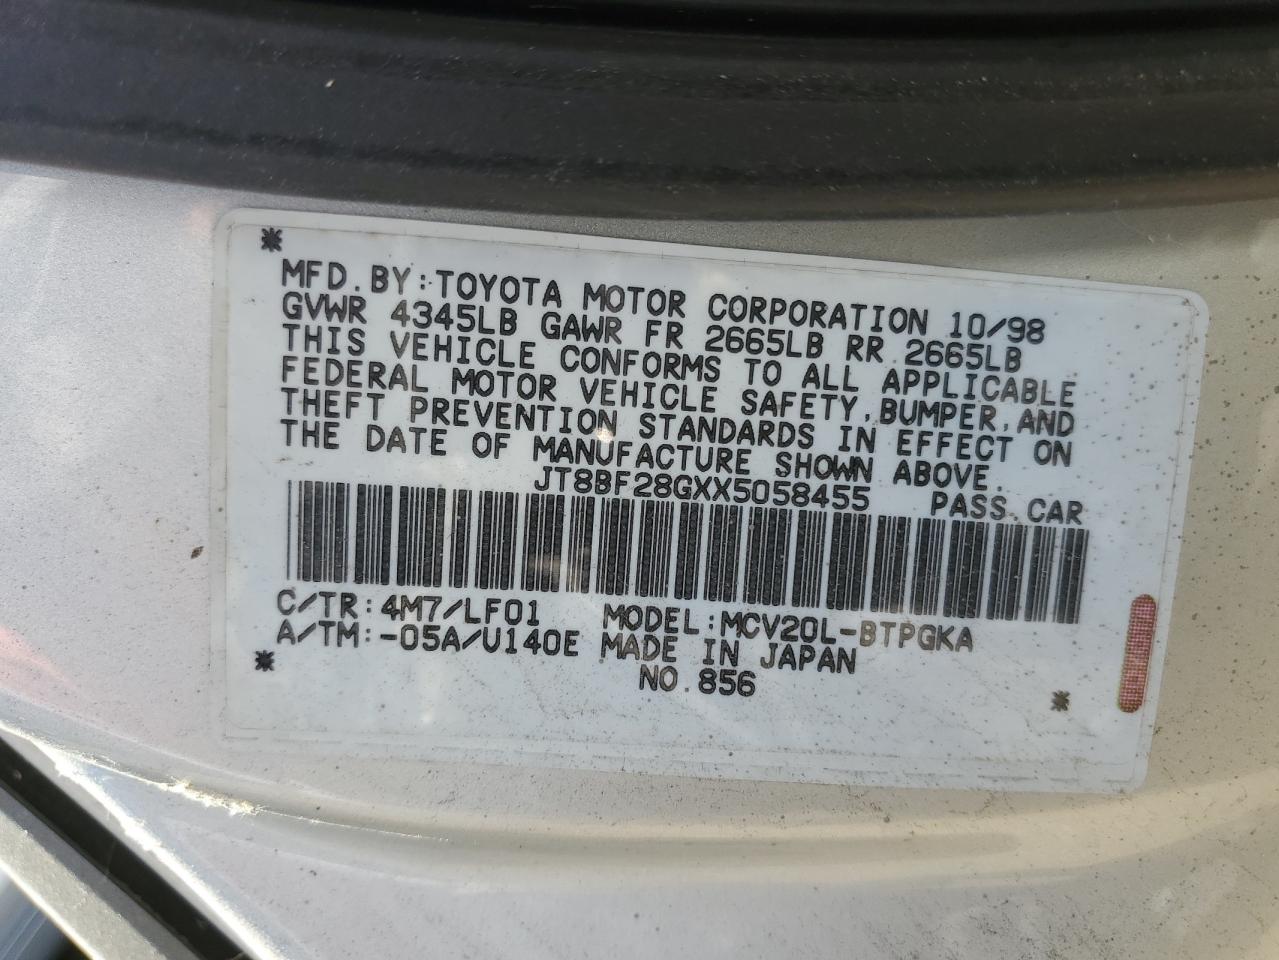 MFD. BY: TOYOTA MOTOR CORPORATION 10/98
GVWR 4345LB GAWR FR 2665LB RR 2665LB
THIS VEHICLE CONFORMS TO ALL APPLICABLE
FEDERAL MOTOR VEHICLE SAFETY, BUMPER, AND
THEFT PREVENTION STANDARDS IN EFFECT ON
THE DATE OF MANUFACTURE SHOWN ABOVE.
JT8BF28GXX5058455 PASS. CAR
C/TR: 4M7/LF01 MODEL: MCV20L-BTPGKA
A/TM: -05A/U140E MADE IN JAPAN
NO. 856